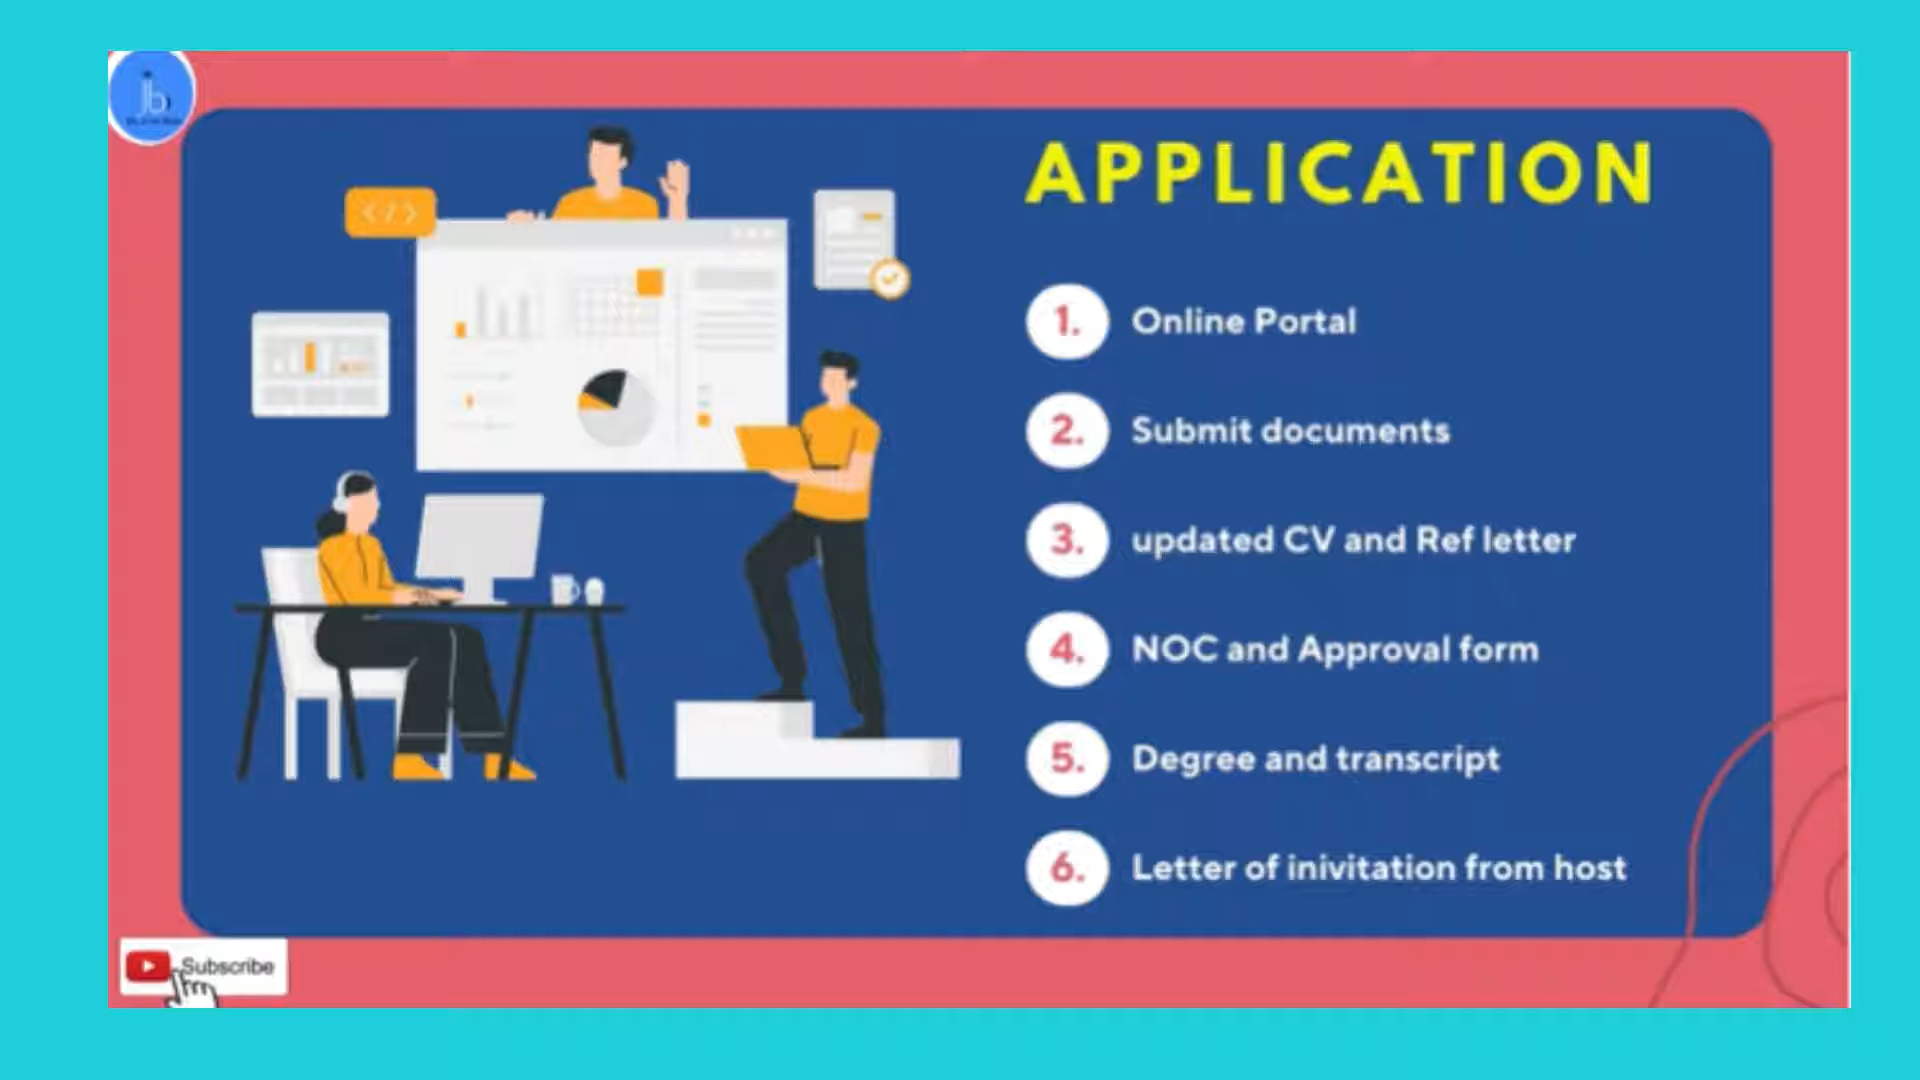 jb
APPLICATION
</>
1. Online Portal
2. Submit documents
3. updated CV and Ref letter
4. NOC and Approval form
5. Degree and transcript
6. Letter of inivitation from host
Subscribe